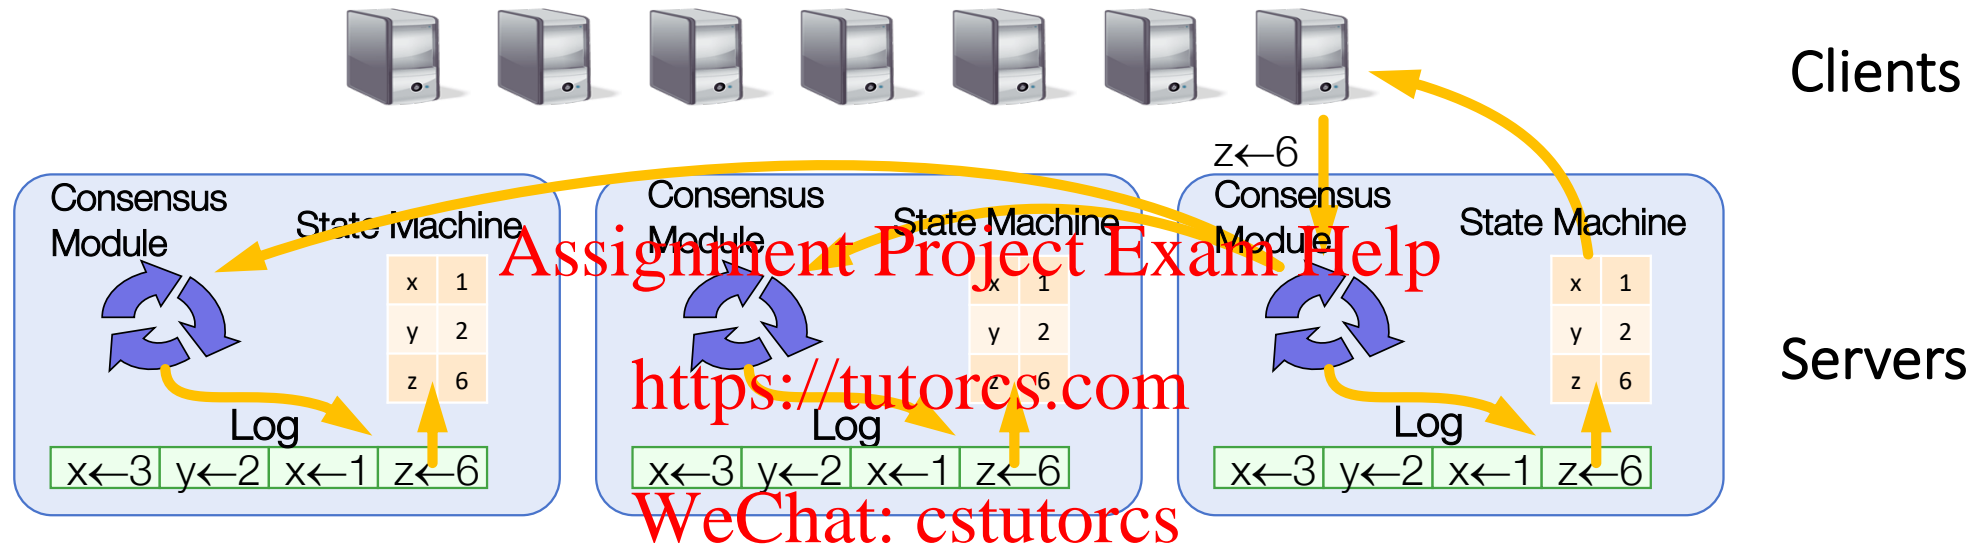 Clients
z←6
Consensus
Module
State Machine
x 1
y 2
z 6
Log
x←3 y←2 x←1 z←6
Consensus
Module
State Machine
x 1
y 2
z 6
Log
x←3 y←2 x←1 z←6
Consensus
Module
State Machine
x 1
y 2
z 6
Log
x←3 y←2 x←1 z←6
Servers
Assignment Project Exam Help
https://tutorcs.com
WeChat: cstutorcs